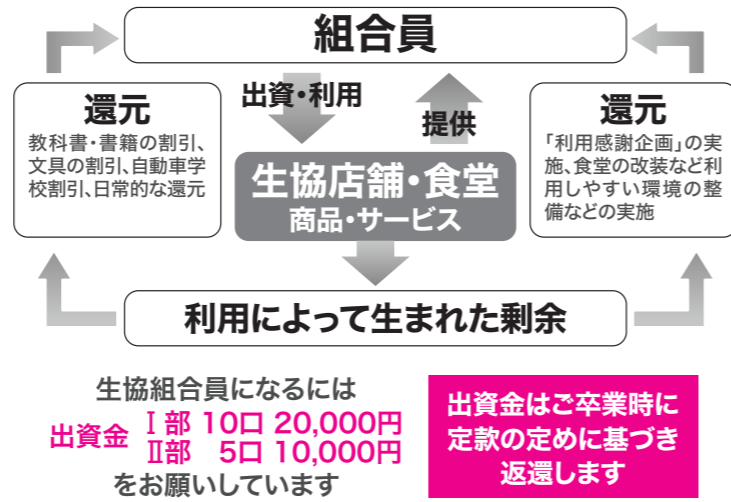 組合員
出資・利用
提供
還元
教科書・書籍の割引、
文具の割引、自動車学
校割引、日常的な還元
生協店舗・食堂
商品・サービス
還元
「利用感謝企画」の実
施、食堂の改装など利
用しやすい環境の整
備などの実施
利用によって生まれた剰余
生協組合員になるには
出資金 Ⅰ部 10口 20,000円
Ⅱ部 5口 10,000円
をお願いしています
出資金はご卒業時に
定款の定めに基づき
返還します